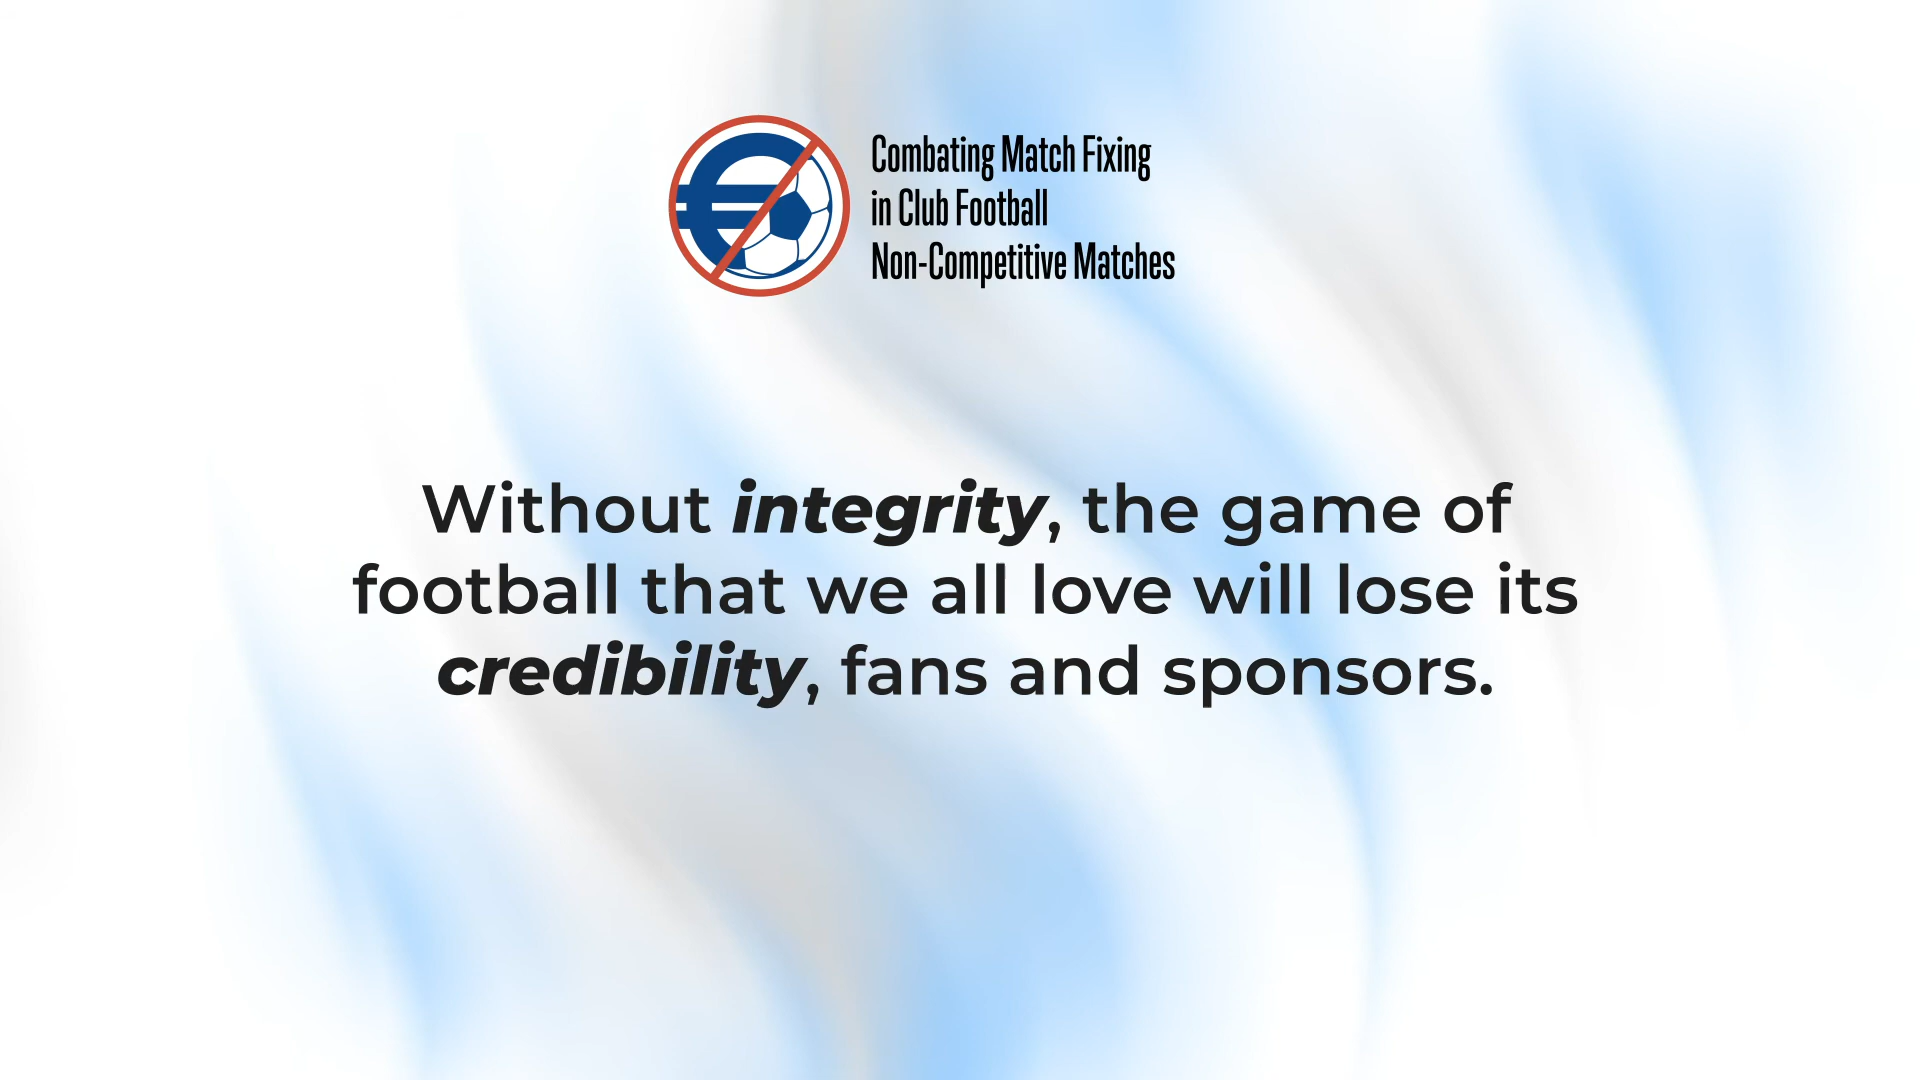 Combating Match Fixing
in Club Football
Non-Competitive Matches
Without integrity, the game of
football that we all love will lose its
credibility, fans and sponsors.